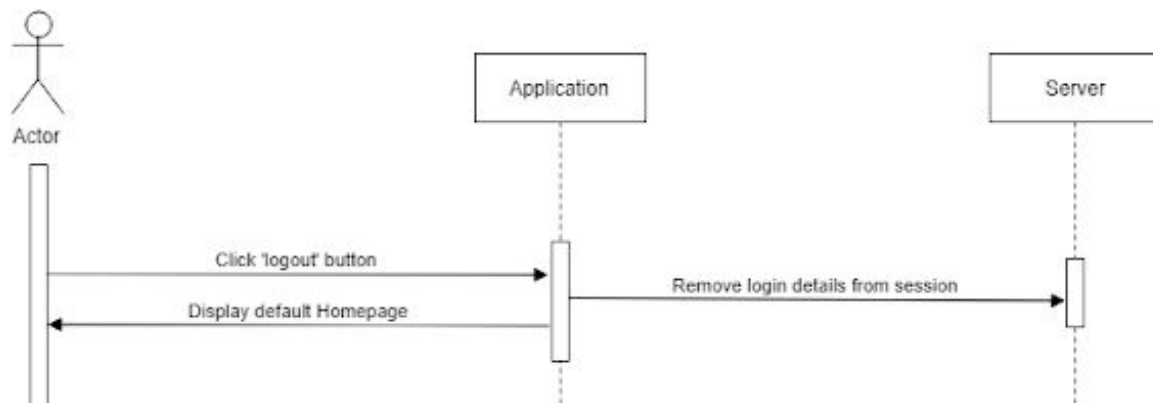 Application
Server
Actor
Click 'logout' button
Remove login details from session
Display default Homepage